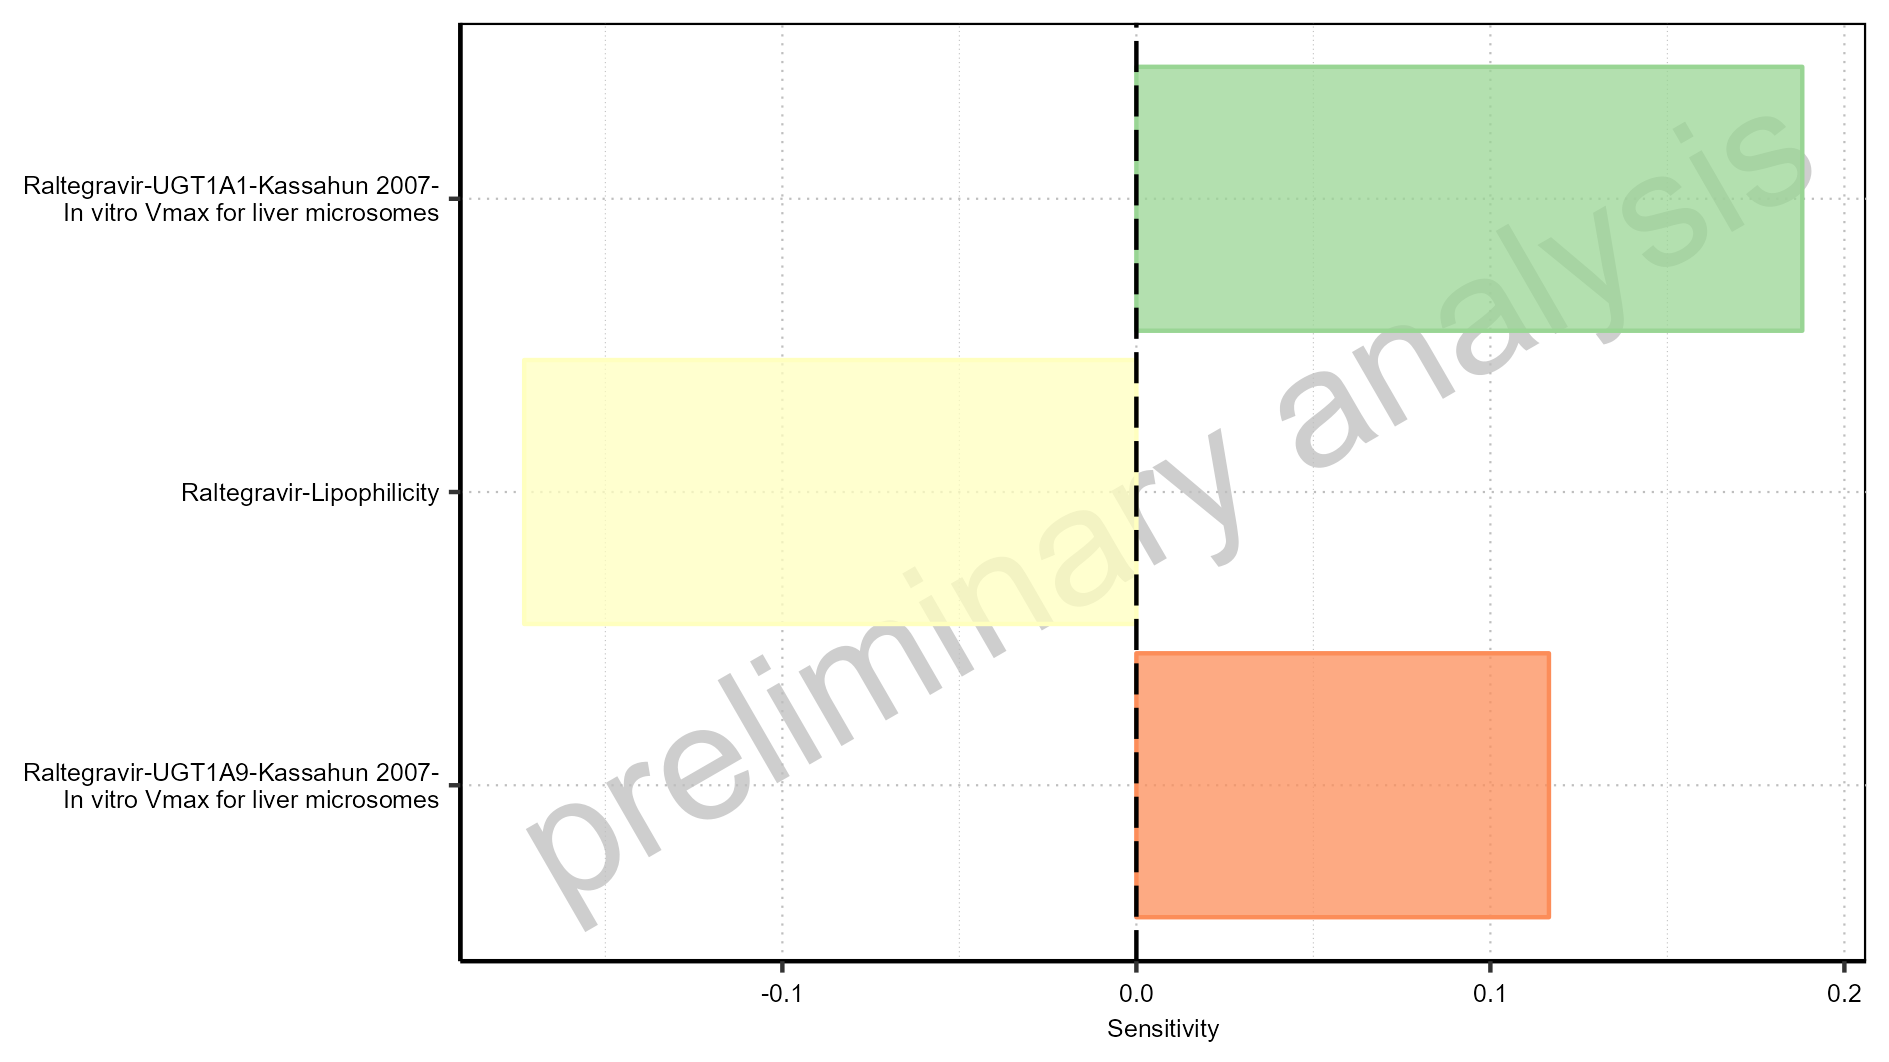 Raltegravir-UGT1A1-Kassahun 2007-
In vitro Vmax for liver microsomes
Raltegravir-Lipophilicity
Raltegravir-UGT1A9-Kassahun 2007-
In vitro Vmax for liver microsomes
preliminary analysis
-0.1 0.0 0.1 0.2
Sensitivity